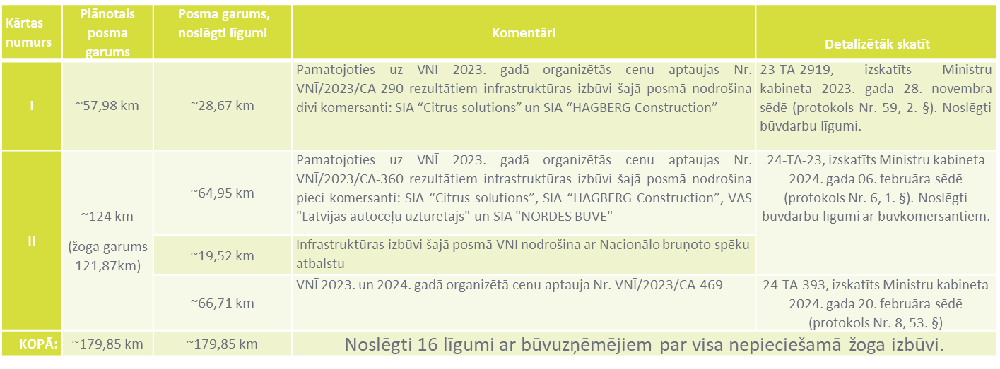 Kārtas numurs
Plānotais posma garums
Posma garums, noslēgti līgumi
Komentāri
Detalizētāk skatīt
I
~57,98 km
~28,67 km
Pamatojoties uz VNĪ 2023. gadā organizētās cenu aptaujas Nr.
VNĪ/2023/CA-290 rezultātiem infrastruktūras izbūvi šajā posmā nodrošina
divi komersanti: SIA “Citrus solutions” un SIA “HAGBERG Construction”
23-TA-2919, izskatīts Ministru
kabineta 2023. gada 28. novembra
sēdē (protokols Nr. 59, 2. §). Noslēgti
būvdarbu līgumi.
II
~124 km
(žoga garums
121,87km)
~64,95 km
Pamatojoties uz VNĪ 2023. gadā organizētās cenu aptaujas Nr.
VNĪ/2023/CA-360 rezultātiem infrastruktūras izbūvi šajā posmā nodrošina
pieci komersanti: SIA “Citrus solutions”, SIA “HAGBERG Construction”, VAS
"Latvijas autoceļu uzturētājs" un SIA "NORDES BŪVE"
24-TA-23, izskatīts Ministru kabineta
2024. gada 06. februāra sēdē
(protokols Nr. 6, 1. §). Noslēgti
būvdarbu līgumi ar būvkomersantiem.
~19,52 km
Infrastruktūras izbūvi šajā posmā VNĪ nodrošina ar Nacionālo bruņoto spēku
atbalstu
~66,71 km
VNĪ 2023. un 2024. gadā organizētā cenu aptauja Nr. VNĪ/2023/CA-469
24-TA-393, izskatīts Ministru kabineta
2024. gada 20. februāra sēdē
(protokols Nr. 8, 53. §)
KOPĀ:
~179,85 km
~179,85 km
Noslēgti 16 līgumi ar būvuzņēmējiem par visa nepieciešamā žoga izbūvi.